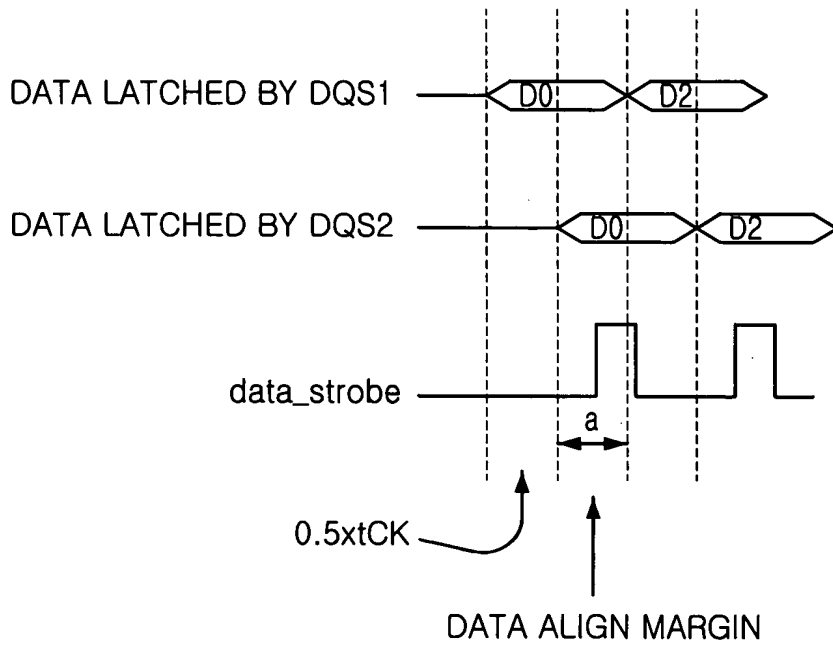 DATA LATCHED BY DQS1
D0
D2
DATA LATCHED BY DQS2
D0
D2
data_strobe
a
0.5xtCK
DATA ALIGN MARGIN